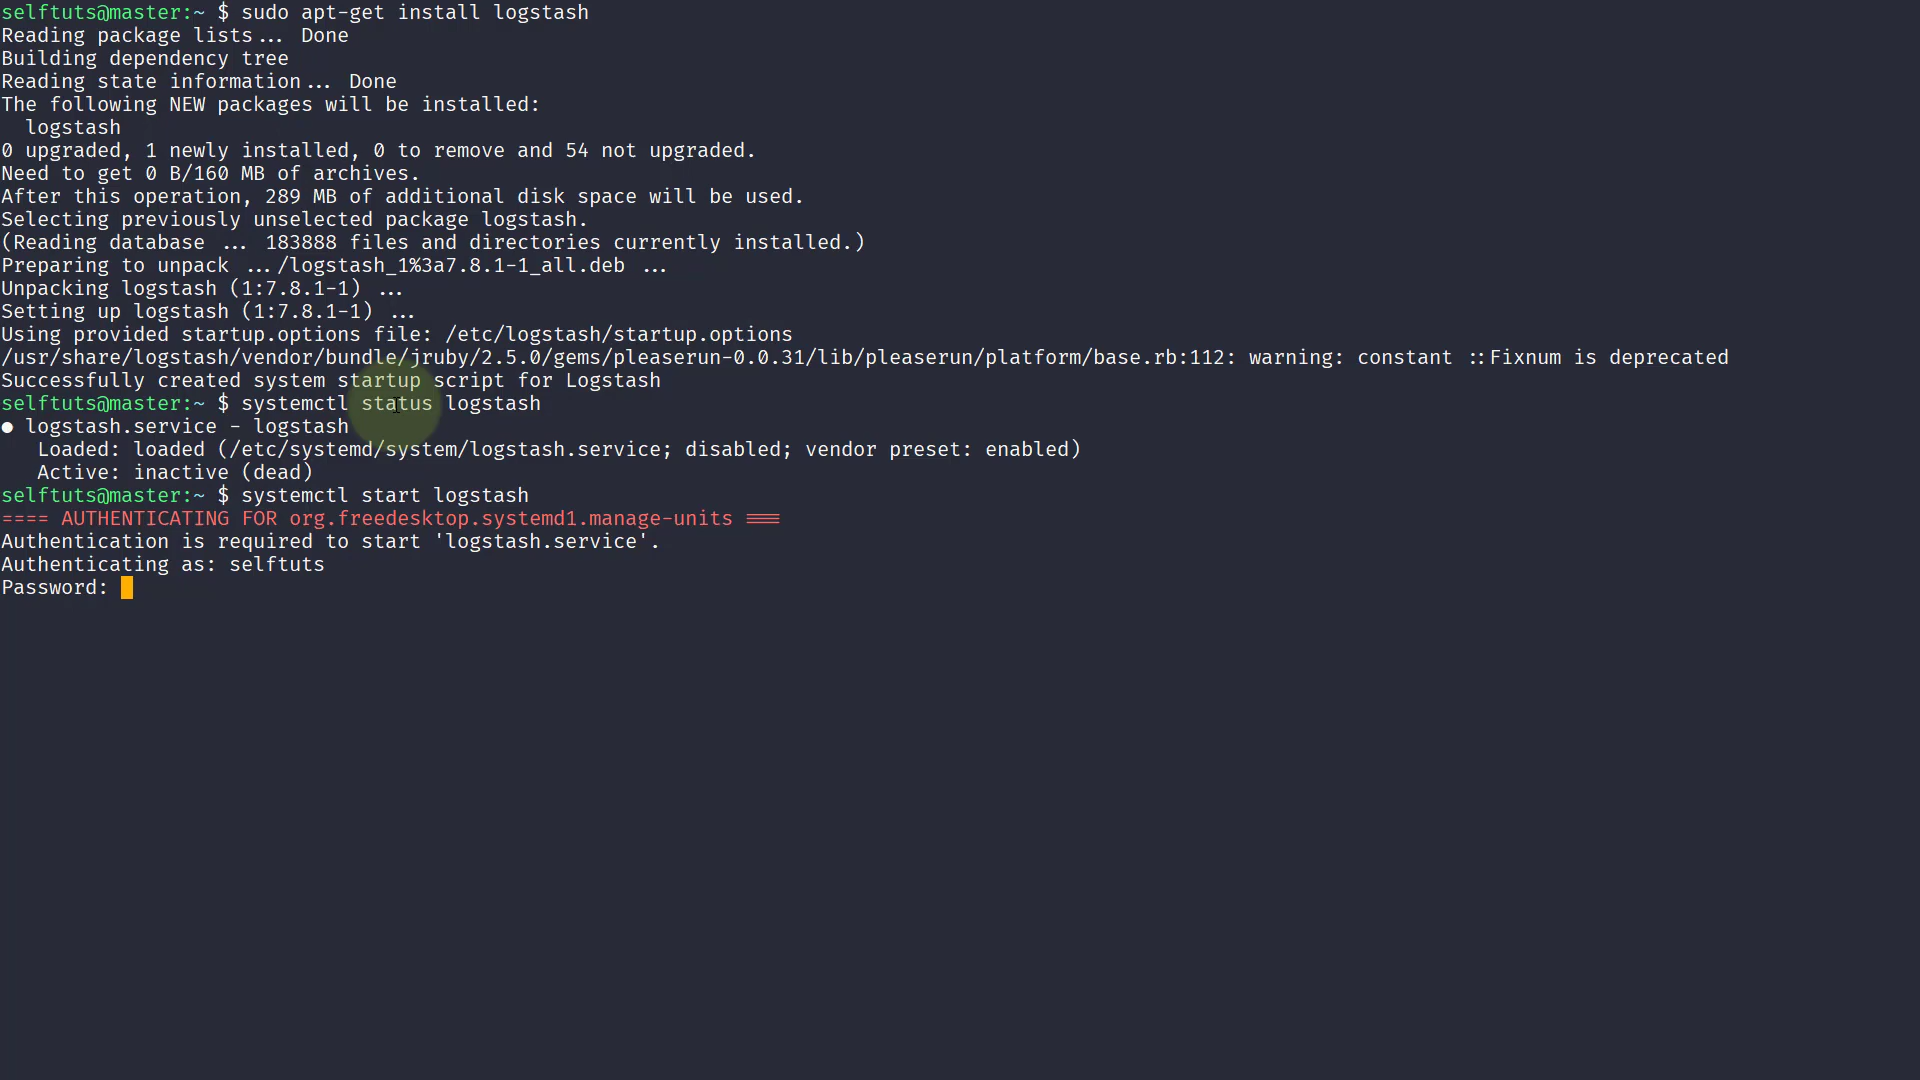 selftuts@master:~ $ sudo apt-get install logstash
Reading package lists... Done
Building dependency tree
Reading state information... Done
The following NEW packages will be installed:
  logstash
0 upgraded, 1 newly installed, 0 to remove and 54 not upgraded.
Need to get 0 B/160 MB of archives.
After this operation, 289 MB of additional disk space will be used.
Selecting previously unselected package logstash.
(Reading database ... 183888 files and directories currently installed.)
Preparing to unpack .../logstash_1%3a7.8.1-1_all.deb ...
Unpacking logstash (1:7.8.1-1) ...
Setting up logstash (1:7.8.1-1) ...
Using provided startup.options file: /etc/logstash/startup.options
/usr/share/logstash/vendor/bundle/jruby/2.5.0/gems/pleaserun-0.0.31/lib/pleaserun/platform/base.rb:112: warning: constant ::Fixnum is deprecated
Successfully created system startup script for Logstash
selftuts@master:~ $ systemctl status logstash
● logstash.service - logstash
   Loaded: loaded (/etc/systemd/system/logstash.service; disabled; vendor preset: enabled)
   Active: inactive (dead)
selftuts@master:~ $ systemctl start logstash
==== AUTHENTICATING FOR org.freedesktop.systemd1.manage-units ===
Authentication is required to start 'logstash.service'.
Authenticating as: selftuts
Password: